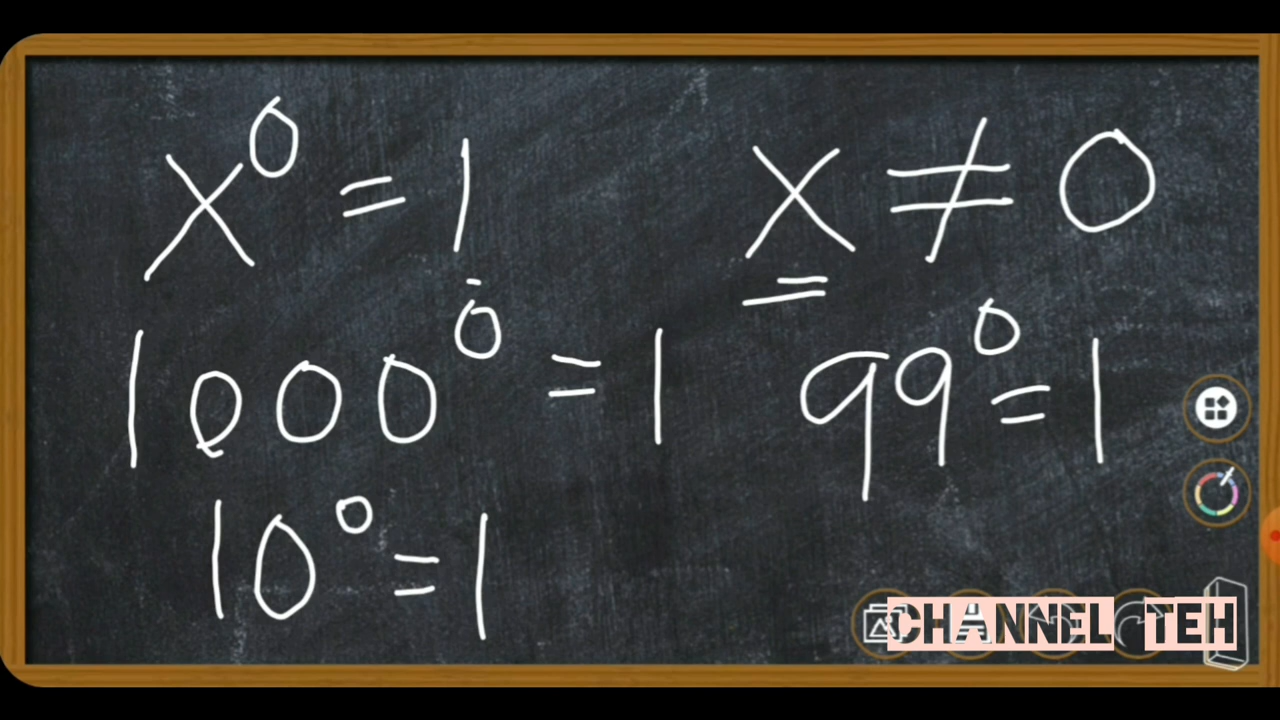 x⁰ = 1    x ≠ 0
1000⁰ = 1    99⁰ = 1
10⁰ = 1
CHANNEL TEH